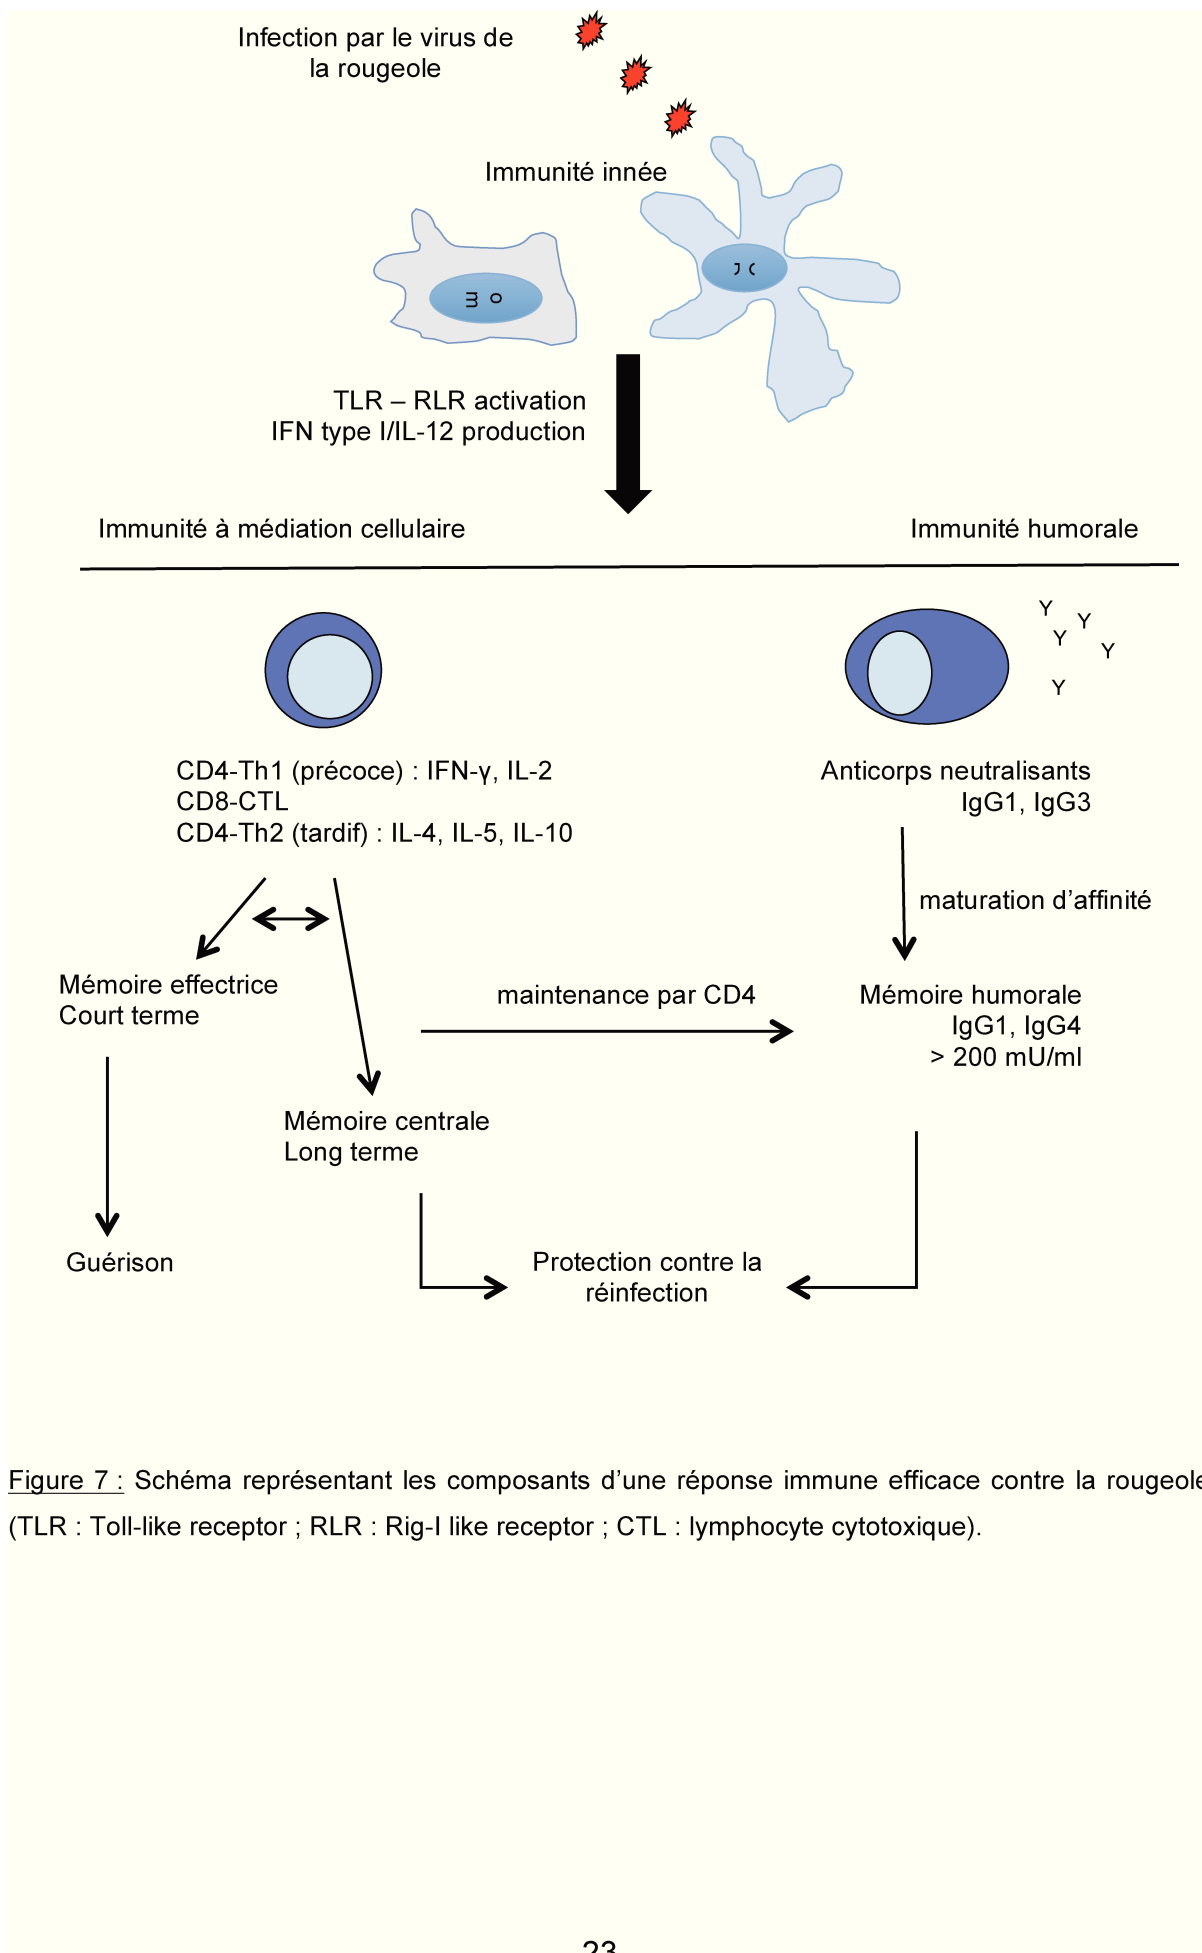 Infection par le virus de
la rougeole
Immunité innée
m o
TLR – RLR activation
IFN type I/IL-12 production
Immunité à médiation cellulaire
Immunité humorale
Y
Y
Y
Y
Y
CD4-Th1 (précoce) : IFN-γ, IL-2
CD8-CTL
CD4-Th2 (tardif) : IL-4, IL-5, IL-10
Anticorps neutralisants
IgG1, IgG3
maturation d’affinité
Mémoire effectrice
Court terme
maintenance par CD4
Mémoire humorale
IgG1, IgG4
> 200 mU/ml
Mémoire centrale
Long terme
Guérison
Protection contre la
réinfection
Figure 7 : Schéma représentant les composants d’une réponse immune efficace contre la rougeole
(TLR : Toll-like receptor ; RLR : Rig-I like receptor ; CTL : lymphocyte cytotoxique).
23